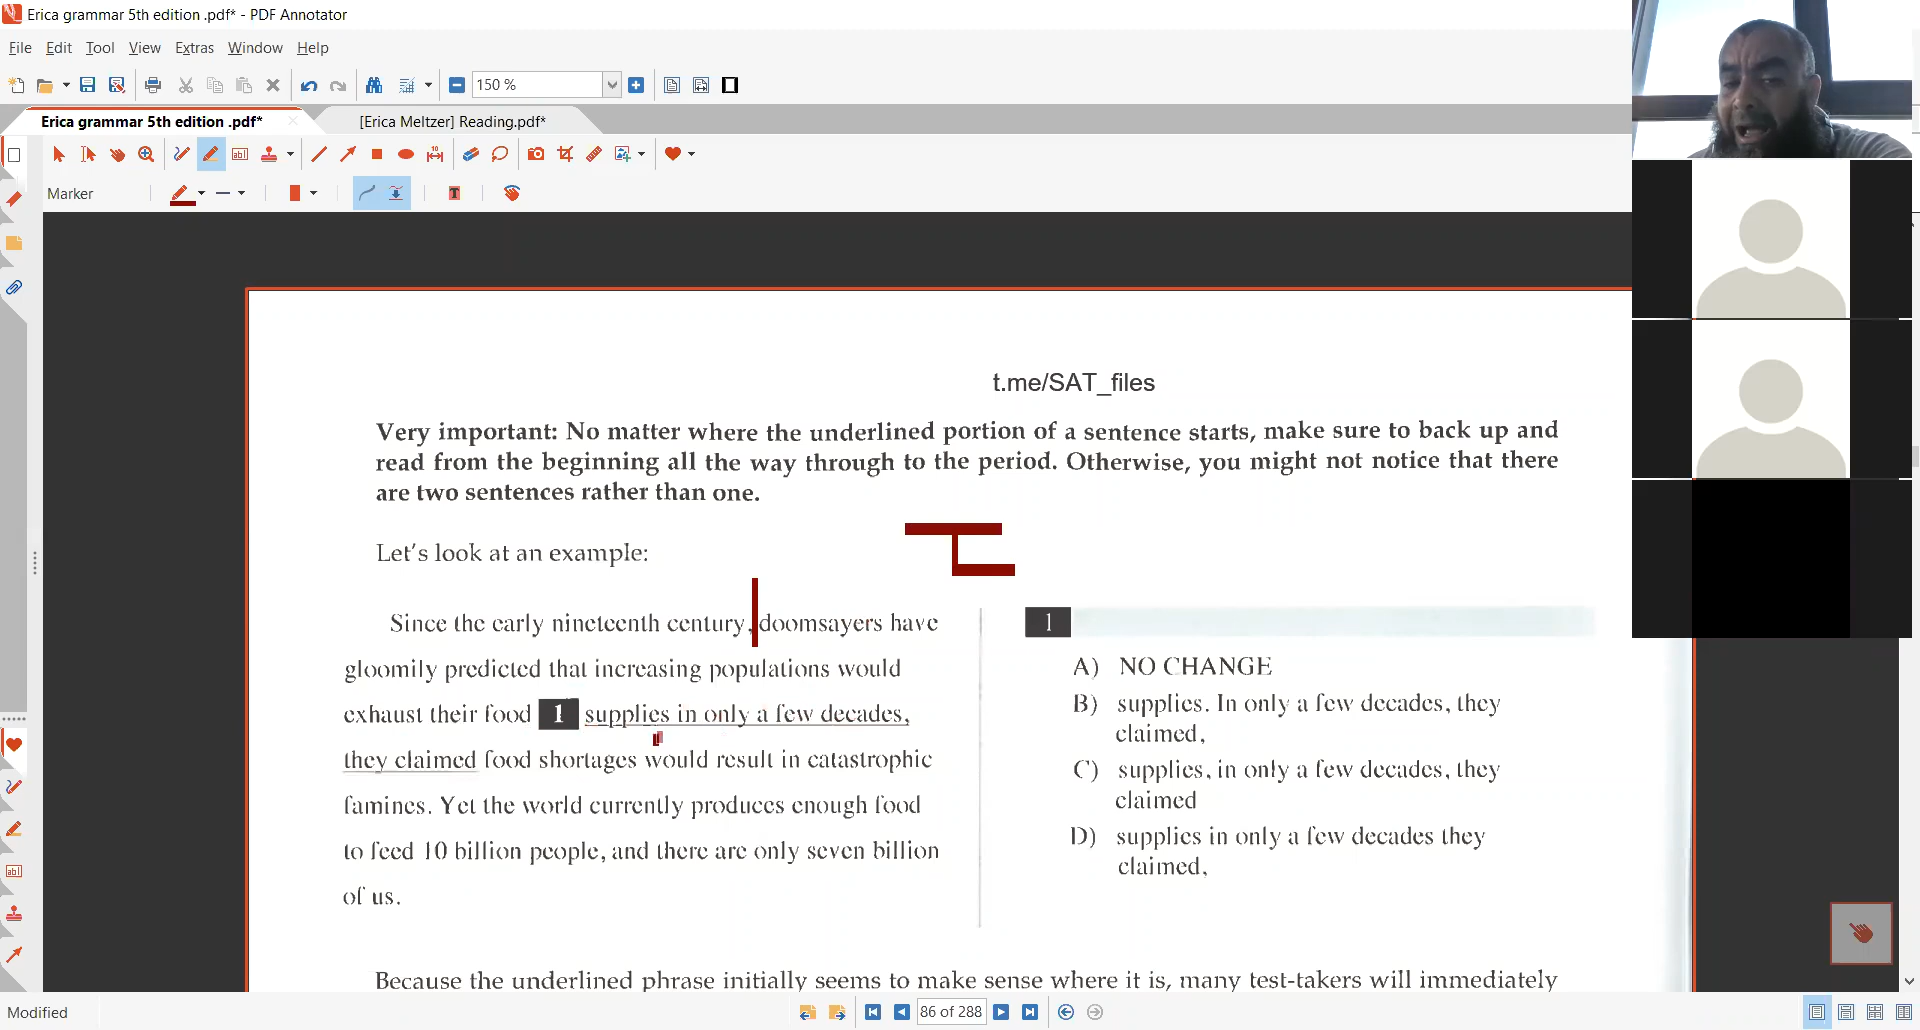 Erica grammar 5th edition .pdf* - PDF Annotator
File Edit Tool View Extras Window Help
150 %
Erica grammar 5th edition .pdf*
[Erica Meltzer] Reading.pdf*
Marker
t.me/SAT_files
Very important: No matter where the underlined portion of a sentence starts, make sure to back up and
read from the beginning all the way through to the period. Otherwise, you might not notice that there
are two sentences rather than one.
Let's look at an example:
Since the early nineteenth century, doomsayers have
gloomily predicted that increasing populations would
exhaust their food 1 supplies in only a few decades,
they claimed food shortages would result in catastrophic
famines. Yet the world currently produces enough food
to feed 10 billion people, and there are only seven billion
of us.
1
A) NO CHANGE
B) supplies. In only a few decades, they
claimed,
C) supplies, in only a few decades, they
claimed
D) supplies in only a few decades they
claimed,
Because the underlined phrase initially seems to make sense where it is, many test-takers will immediately
Modified
86 of 288